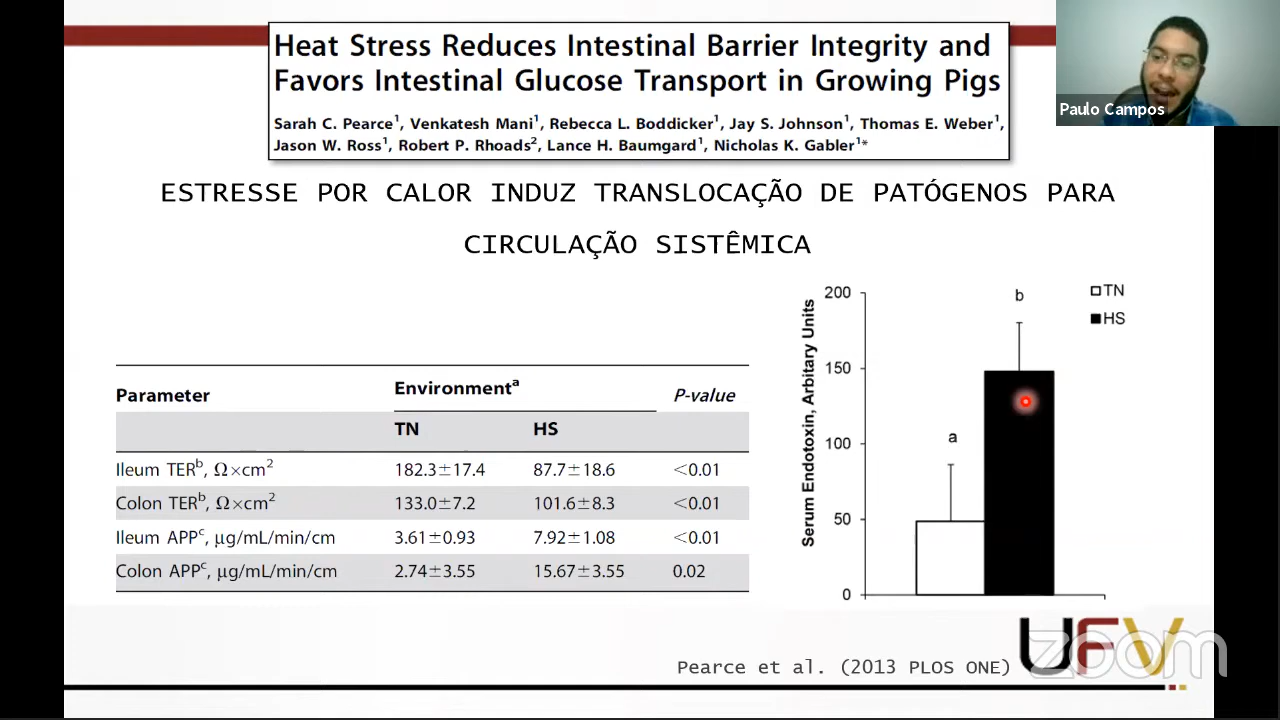 Heat Stress Reduces Intestinal Barrier Integrity and
Favors Intestinal Glucose Transport in Growing Pigs
Sarah C. Pearce¹, Venkatesh Mani¹, Rebecca L. Boddicker¹, Jay S. Johnson¹, Thomas E. Weber¹,
Jason W. Ross¹, Robert P. Rhoads², Lance H. Baumgard¹, Nicholas K. Gabler¹*
Paulo Campos
ESTRESSE POR CALOR INDUZ TRANSLOCAÇÃO DE PATÓGENOS PARA
CIRCULAÇÃO SISTÊMICA
Parameter Environmentᵃ P-value
TN HS
Ileum TERᵇ, Ω×cm² 182.3±17.4 87.7±18.6 <0.01
Colon TERᵇ, Ω×cm² 133.0±7.2 101.6±8.3 <0.01
Ileum APPᶜ, μg/mL/min/cm 3.61±0.93 7.92±1.08 <0.01
Colon APPᶜ, μg/mL/min/cm 2.74±3.55 15.67±3.55 0.02
Serum Endotoxin, Arbitary Units
200
150
100
50
0
a
b
TN
HS
Pearce et al. (2013 PLOS ONE)
UFV
zoom